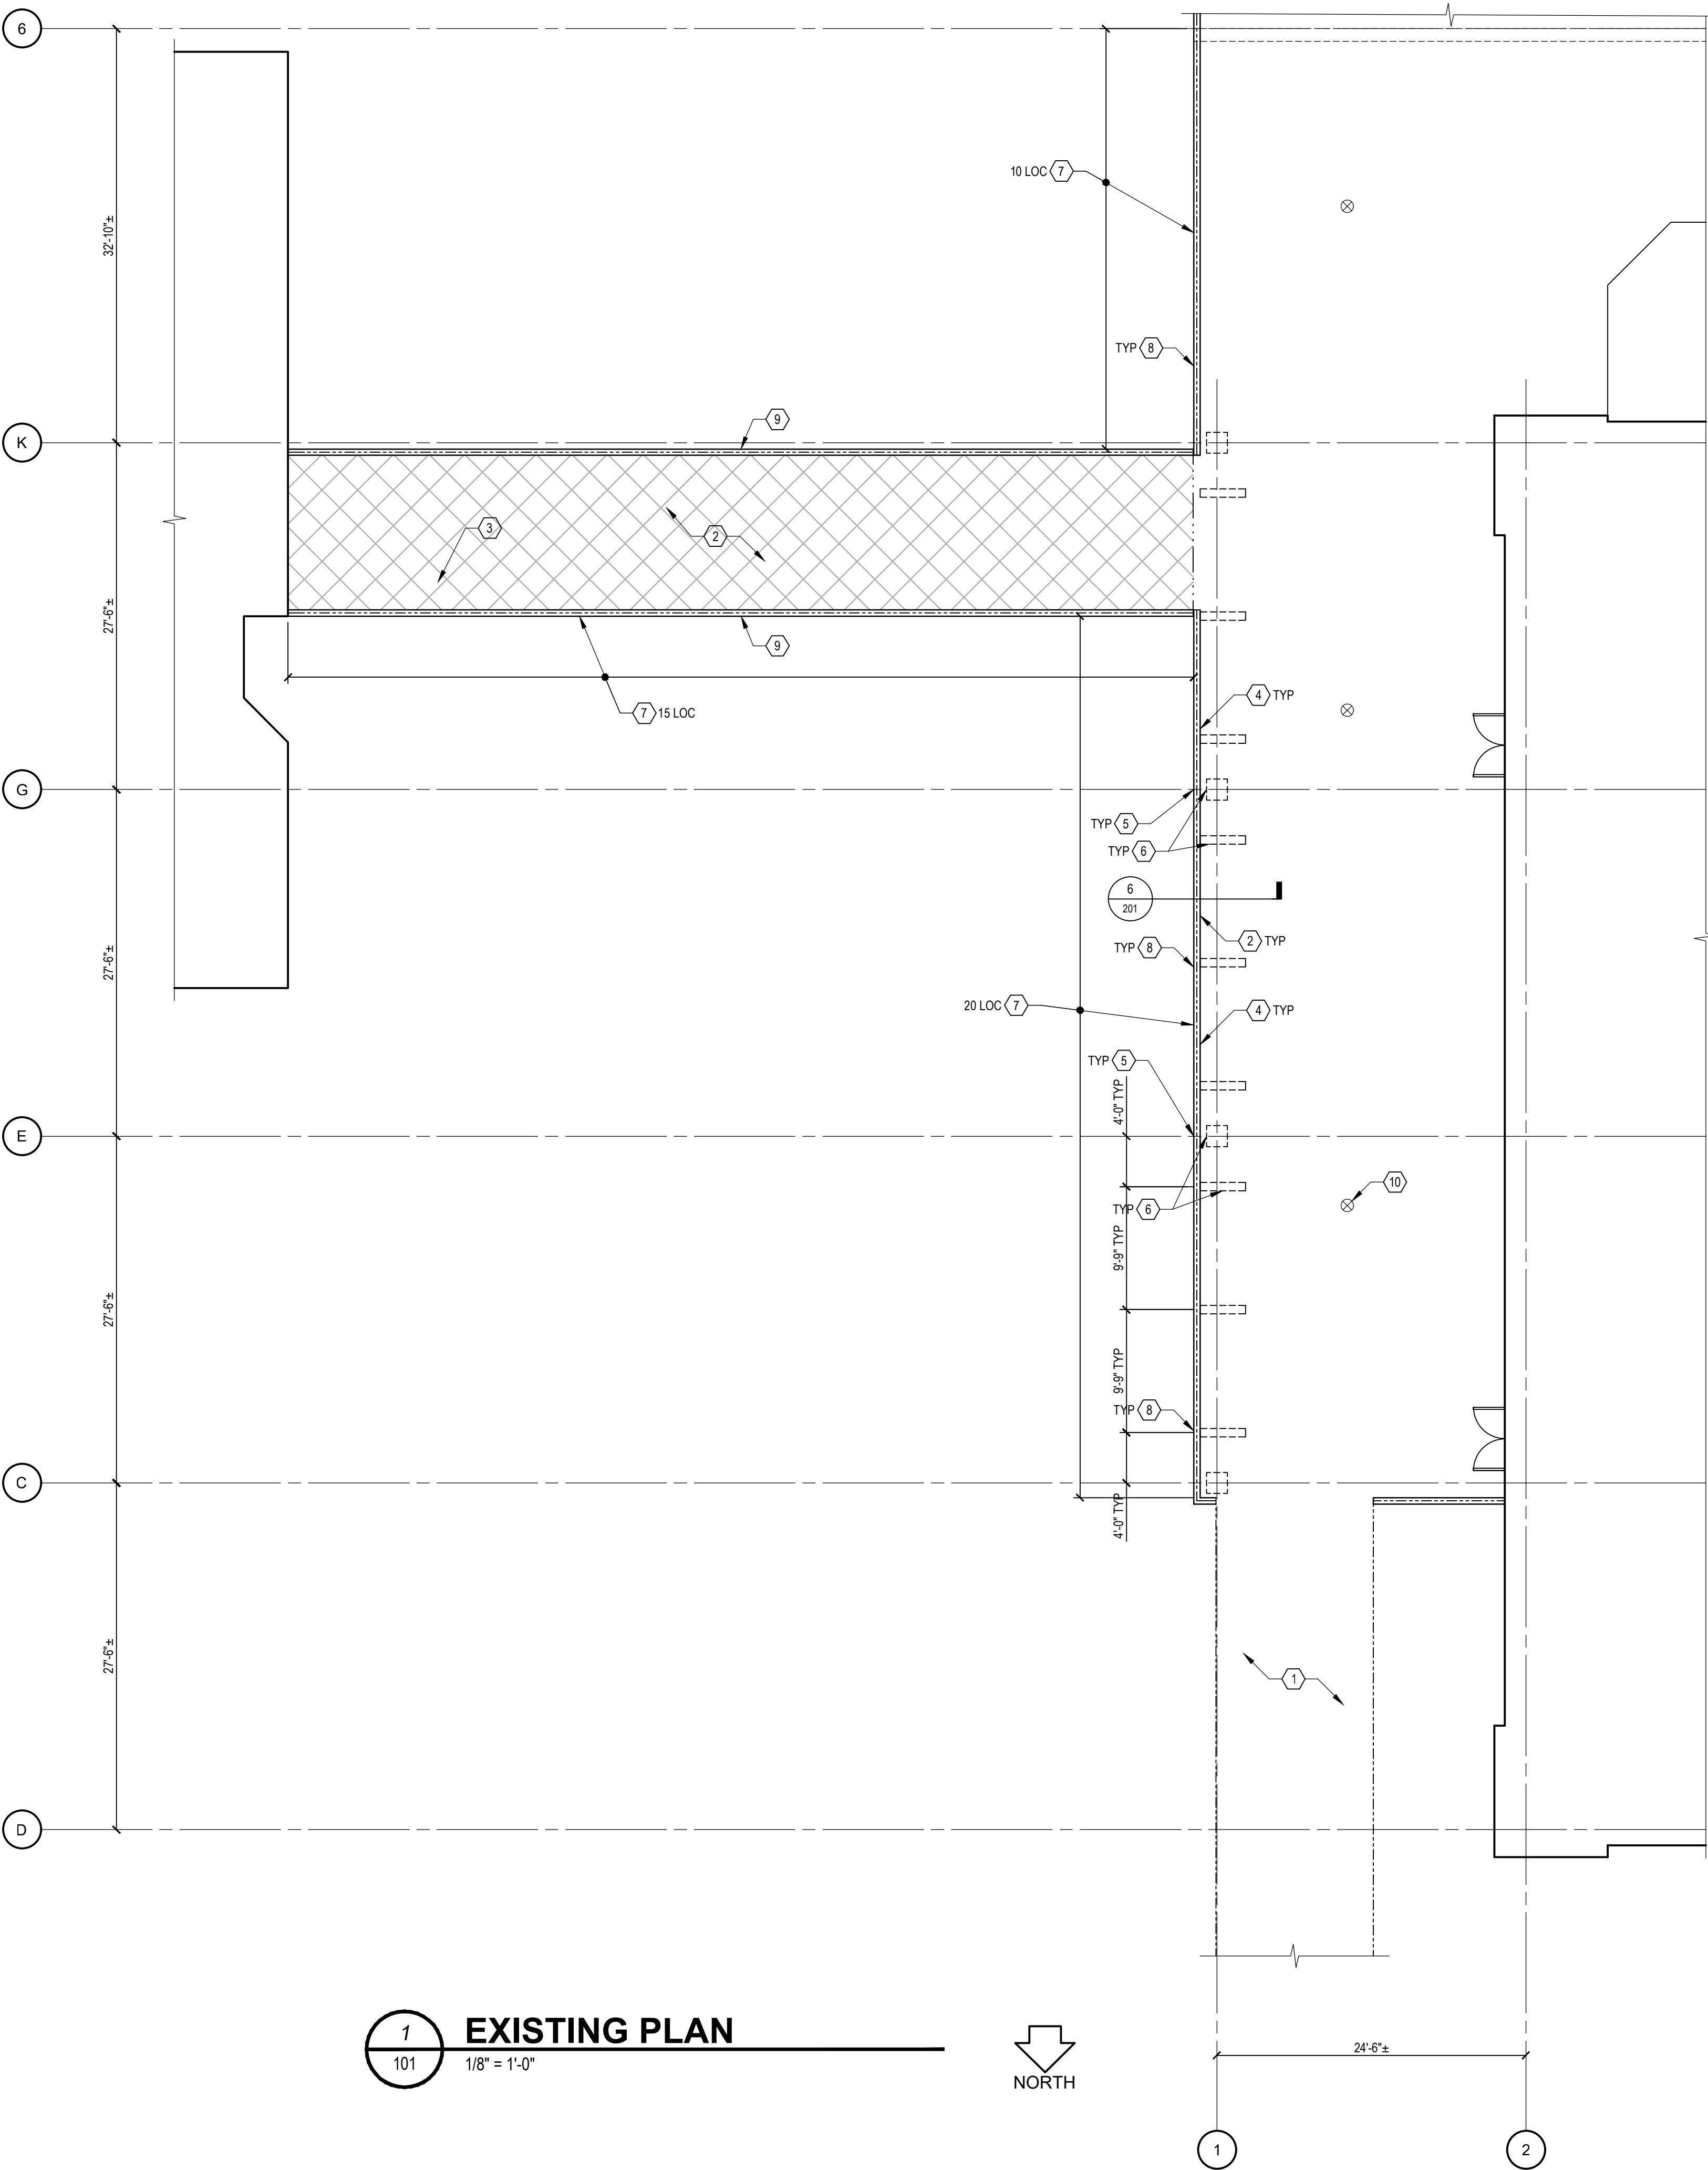 6
10 LOC 7
32'-10"±
TYP 8
9
K
3
2
27'-6"±
9
4 TYP
7 15 LOC
G
TYP 5
TYP 6
6
201
2 TYP
TYP 8
27'-6"±
20 LOC 7
4 TYP
TYP 5
4'-0" TYP
E
10
TYP 6
9'-9" TYP
27'-6"±
9'-9" TYP
TYP 8
C
4'-0" TYP
27'-6"±
1
D
1
101
EXISTING PLAN
1/8" = 1'-0"
NORTH
24'-6"±
1
2